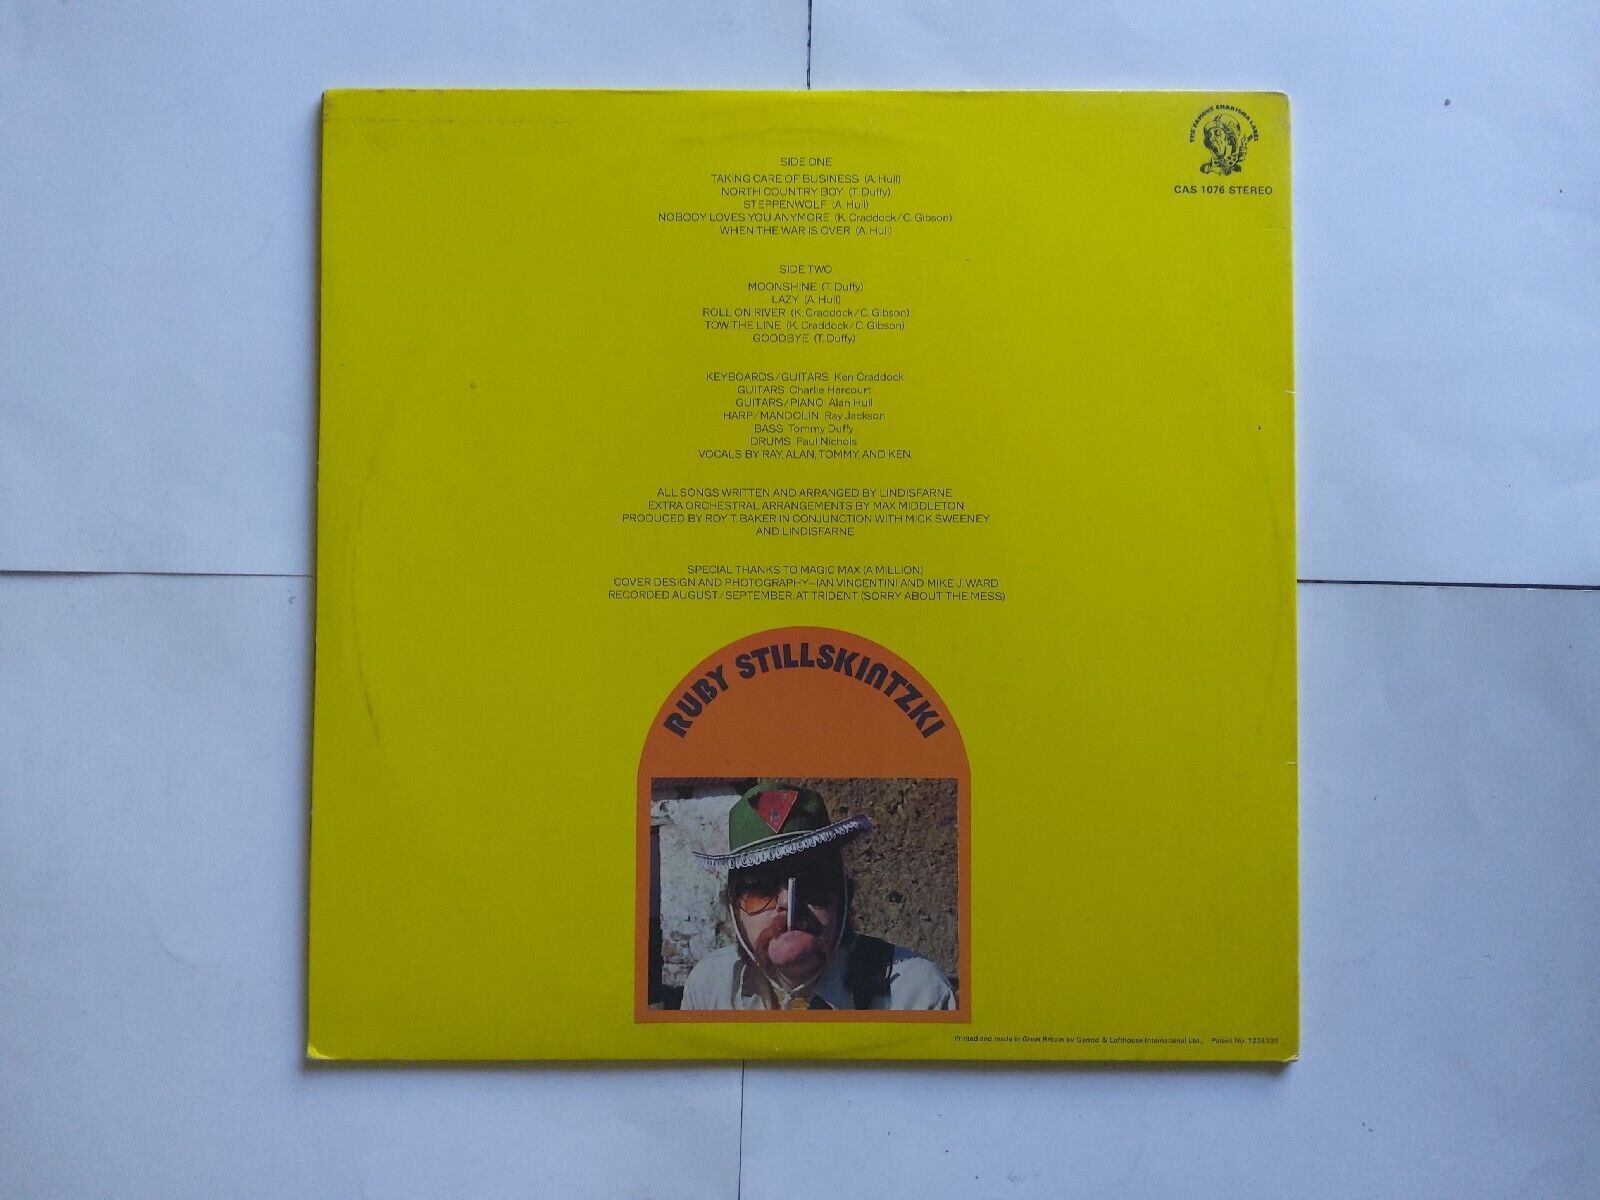 THE FAMOUS CHARISMA LABEL
CAS 1076 STEREO
SIDE ONE
TAKING CARE OF BUSINESS (A. Hull)
NORTH COUNTRY BOY (T. Duffy)
STEPPENWOLF (A. Hull)
NOBODY LOVES YOU ANYMORE (K. Craddock/C. Gibson)
WHEN THE WAR IS OVER (A. Hull)
SIDE TWO
MOONSHINE (T. Duffy)
LAZY (A. Hull)
ROLL ON RIVER (K. Craddock/C. Gibson)
TOW THE LINE (K. Craddock/C. Gibson)
GOODBYE (T. Duffy)
KEYBOARDS/GUITARS Ken Craddock
GUITARS Charlie Harcourt
GUITARS/PIANO Alan Hull
HARP/MANDOLIN Ray Jackson
BASS Tommy Duffy
DRUMS Paul Nichols
VOCALS BY RAY, ALAN, TOMMY, AND KEN.
ALL SONGS WRITTEN AND ARRANGED BY LINDISFARNE
EXTRA ORCHESTRAL ARRANGEMENTS BY MAX MIDDLETON
PRODUCED BY ROY T. BAKER IN CONJUNCTION WITH MICK SWEENEY
AND LINDISFARNE
SPECIAL THANKS TO MAGIC MAX (A MILLION)
COVER DESIGN AND PHOTOGRAPHY—IAN VINCENTINI AND MIKE J. WARD
RECORDED AUGUST/SEPTEMBER AT TRIDENT (SORRY ABOUT THE MESS)
RUBY STILLSKINTZKI
Printed and made in Great Britain by Garrod & Lofthouse International Ltd., Patent No. 1224339